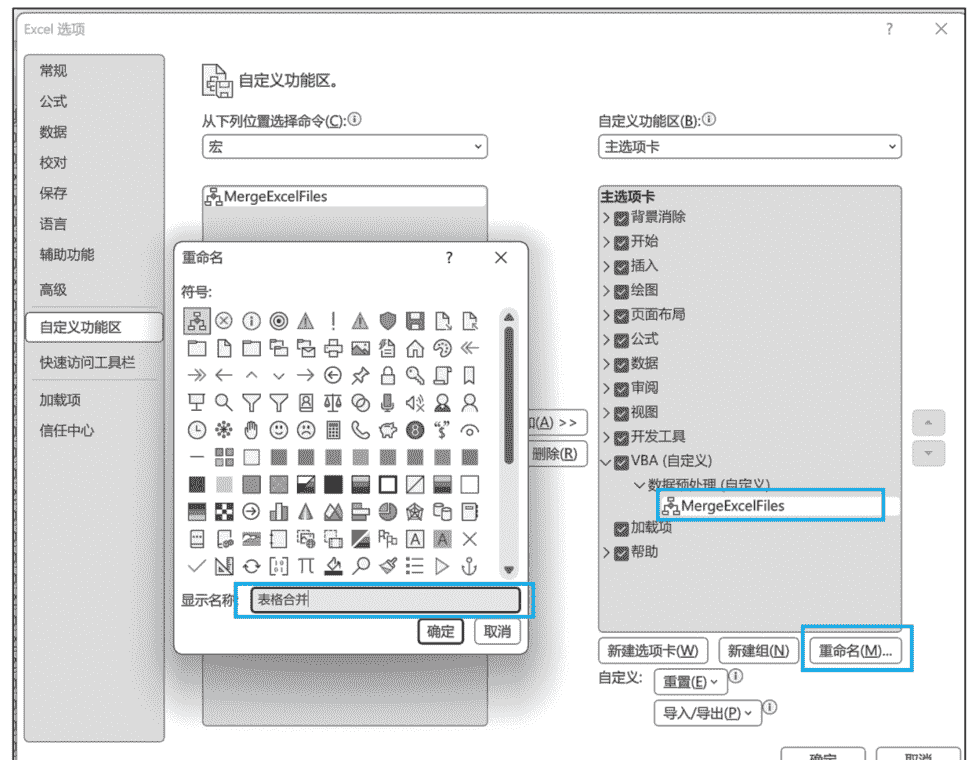 Excel 选项
?
常规
公式
数据
校对
保存
语言
辅助功能
高级
自定义功能区
快速访问工具栏
加载项
信任中心
自定义功能区。
从下列位置选择命令(C):
宏
MergeExcelFiles
重命名
?
符号:
显示名称:
表格合并
确定
取消
(A) >>
删除(R)
自定义功能区(B):
主选项卡
主选项卡
背景消除
开始
插入
绘图
页面布局
公式
数据
审阅
视图
开发工具
VBA (自定义)
数据预处理 (自定义)
MergeExcelFiles
加载项
帮助
新建选项卡(W)
新建组(N)
重命名(M)...
自定义:
重置(E)
导入/导出(P)
确定
取消